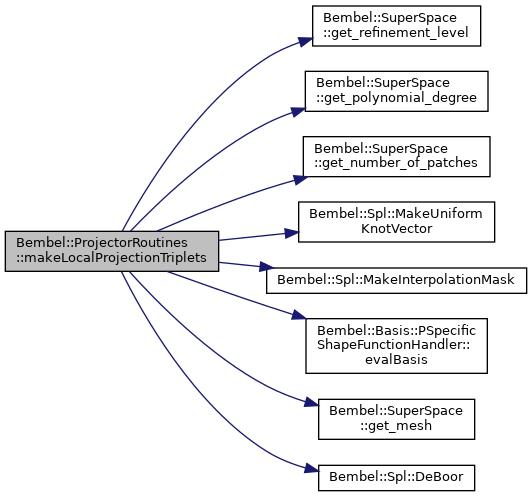 Bembel::SuperSpace
::get_refinement_level
Bembel::SuperSpace
::get_polynomial_degree
Bembel::SuperSpace
::get_number_of_patches
Bembel::Spl::MakeUniform
KnotVector
Bembel::ProjectorRoutines
::makeLocalProjectionTriplets
Bembel::Spl::MakeInterpolationMask
Bembel::Basis::PSpecific
ShapeFunctionHandler::
evalBasis
Bembel::SuperSpace
::get_mesh
Bembel::Spl::DeBoor